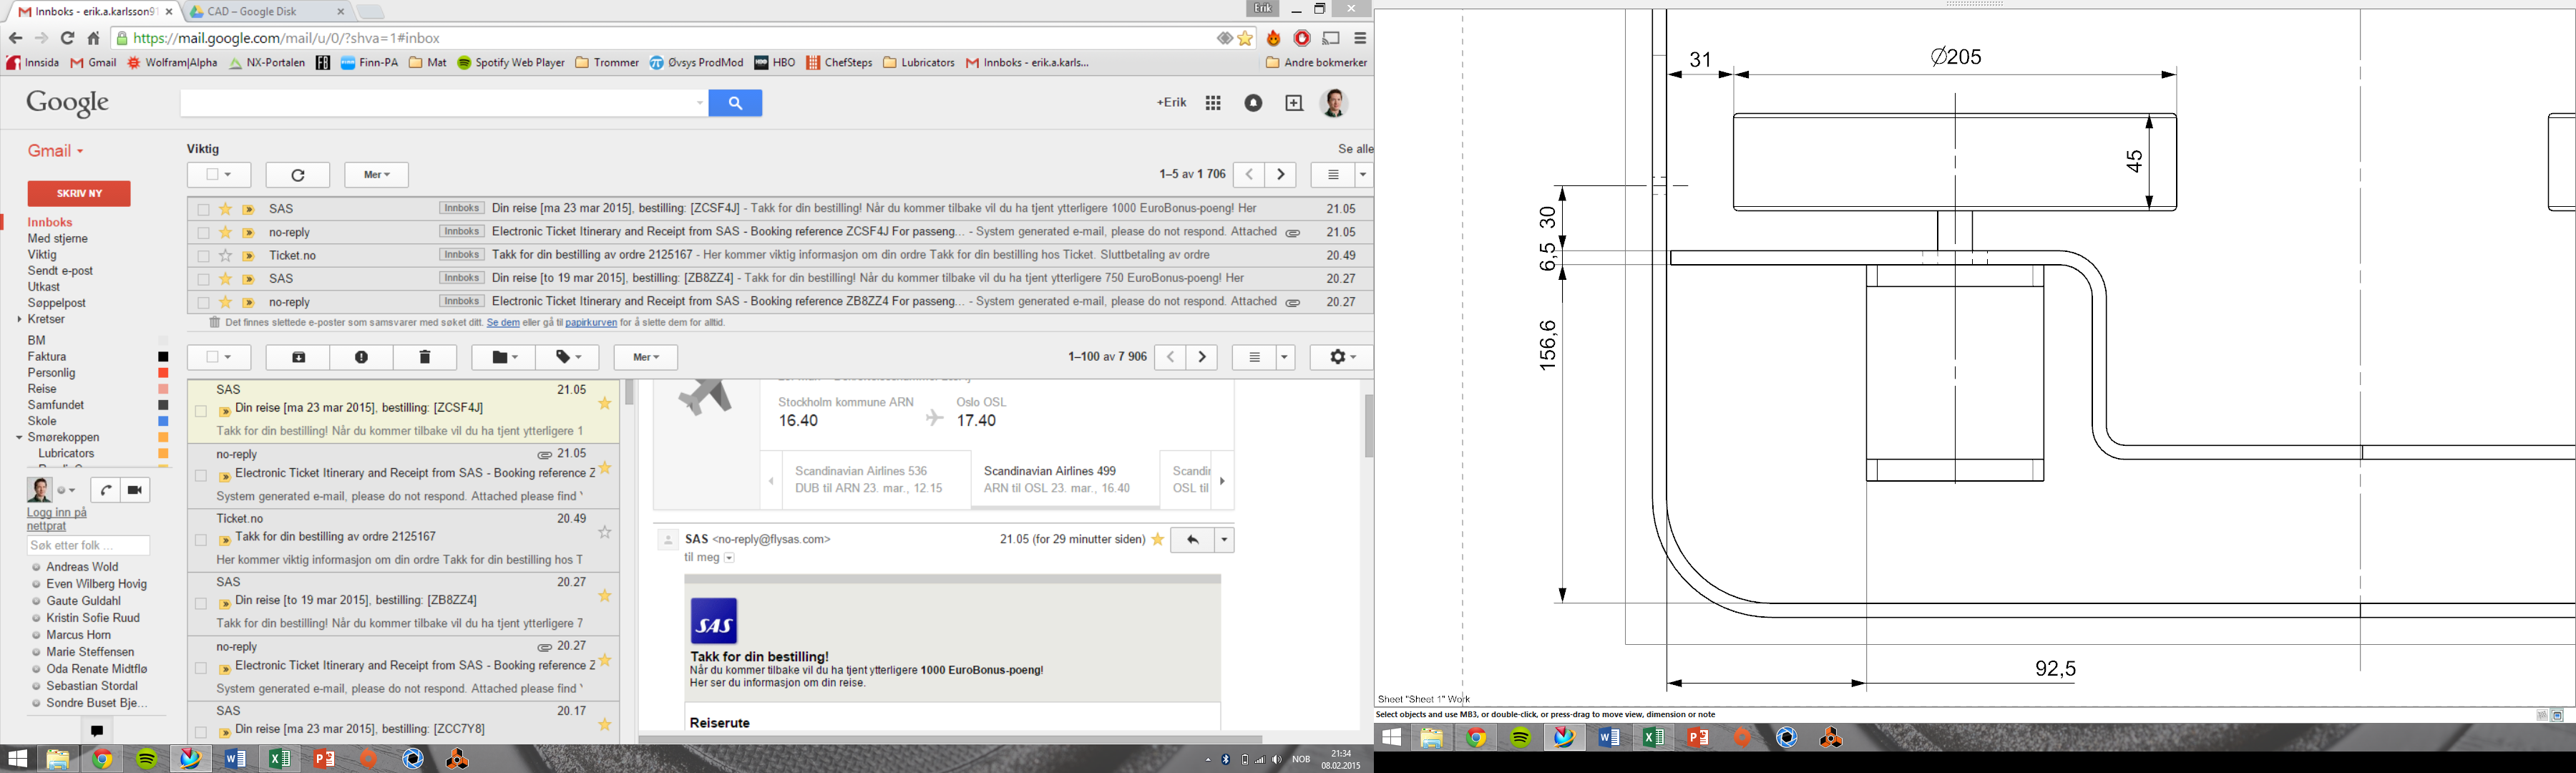 Innboks - erik.a.karlsson91
CAD – Google Disk
Erik
https://mail.google.com/mail/u/0/?shva=1#inbox
Innsida Gmail Wolfram|Alpha NX-Portalen Finn-PA Mat Spotify Web Player Trommer Øvsys ProdMod HBO ChefSteps Lubricators Innboks - erik.a.karls... Andre bokmerker
Google
+Erik
Gmail
SKRIV NY
Innboks
Med stjerne
Viktig
Sendt e-post
Utkast
Søppelpost
Kretser
BM
Faktura
Personlig
Reise
Samfundet
Skole
Smørekoppen
Lubricators
Logg inn på
nettprat
Søk etter folk ...
Andreas Wold
Even Wilberg Hovig
Gaute Guldahl
Kristin Sofie Ruud
Marcus Horn
Marie Steffensen
Oda Renate Midtflø
Sebastian Stordal
Sondre Buset Bje...
Viktig
Se alle
Mer
1–5 av 1 706
SAS Innboks Din reise [ma 23 mar 2015], bestilling: [ZCSF4J] - Takk for din bestilling! Når du kommer tilbake vil du ha tjent ytterligere 1000 EuroBonus-poeng! Her 21.05
no-reply Innboks Electronic Ticket Itinerary and Receipt from SAS - Booking reference ZCSF4J For passeng... - System generated e-mail, please do not respond. Attached 21.05
Ticket.no Innboks Takk for din bestilling av ordre 2125167 - Her kommer viktig informasjon om din ordre Takk for din bestilling hos Ticket. Sluttbetaling av ordre 20.49
SAS Innboks Din reise [to 19 mar 2015], bestilling: [ZB8ZZ4] - Takk for din bestilling! Når du kommer tilbake vil du ha tjent ytterligere 750 EuroBonus-poeng! Her 20.27
no-reply Innboks Electronic Ticket Itinerary and Receipt from SAS - Booking reference ZB8ZZ4 For passeng... - System generated e-mail, please do not respond. Attached 20.27
Det finnes slettede e-poster som samsvarer med søket ditt. Se dem eller gå til papirkurven for å slette dem for alltid.
Mer
1–100 av 7 906
SAS 21.05
Din reise [ma 23 mar 2015], bestilling: [ZCSF4J]
Takk for din bestilling! Når du kommer tilbake vil du ha tjent ytterligere 1
no-reply 21.05
Electronic Ticket Itinerary and Receipt from SAS - Booking reference Z
System generated e-mail, please do not respond. Attached please find '
Ticket.no 20.49
Takk for din bestilling av ordre 2125167
Her kommer viktig informasjon om din ordre Takk for din bestilling hos T
SAS 20.27
Din reise [to 19 mar 2015], bestilling: [ZB8ZZ4]
Takk for din bestilling! Når du kommer tilbake vil du ha tjent ytterligere 7
no-reply 20.27
Electronic Ticket Itinerary and Receipt from SAS - Booking reference Z
System generated e-mail, please do not respond. Attached please find '
SAS 20.17
Din reise [ma 23 mar 2015], bestilling: [ZCC7Y8]
Stockholm kommune ARN Oslo OSL
16.40 17.40
Scandinavian Airlines 536 Scandinavian Airlines 499 Scandin
DUB til ARN 23. mar., 12.15 ARN til OSL 23. mar., 16.40 OSL til
SAS <no-reply@flysas.com> 21.05 (for 29 minutter siden)
til meg
SAS
Takk for din bestilling!
Når du kommer tilbake vil du ha tjent ytterligere 1000 EuroBonus-poeng!
Her ser du informasjon om din reise.
Reiserute
NOB
21:34
08.02.2015
31
Ø205
45
30
6,5
156,6
92,5
Sheet "Sheet 1" Work
Select objects and use MB3, or double-click, or press-drag to move view, dimension or note